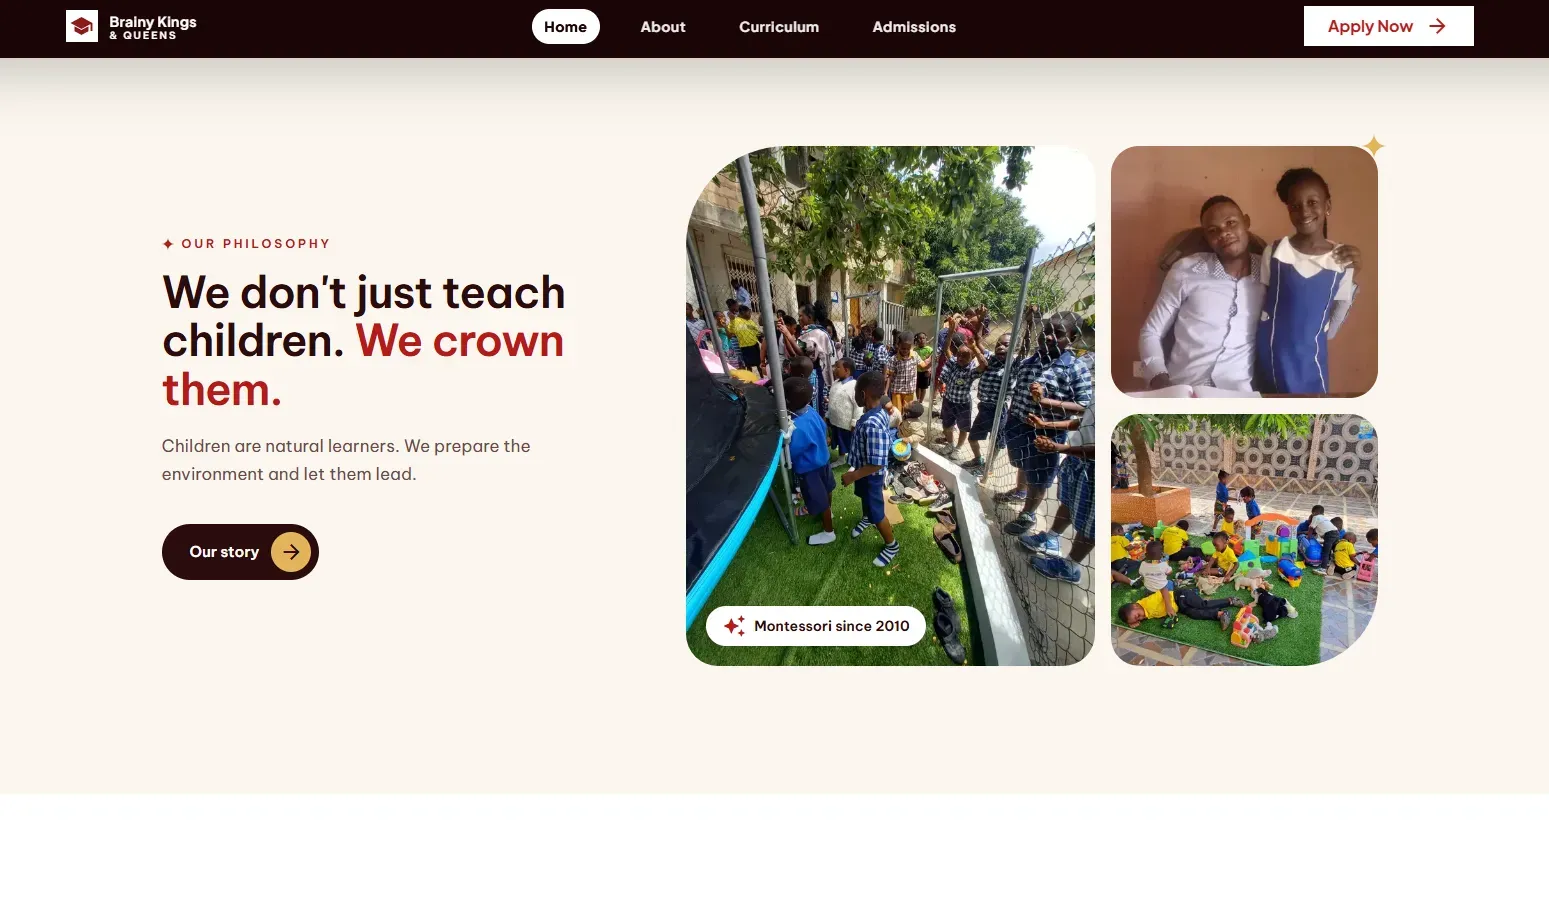 Brainy Kings
& QUEENS
Home
About
Curriculum
Admissions
Apply Now
OUR PHILOSOPHY
We don't just teach
children. We crown
them.
Children are natural learners. We prepare the
environment and let them lead.
Our story
Montessori since 2010